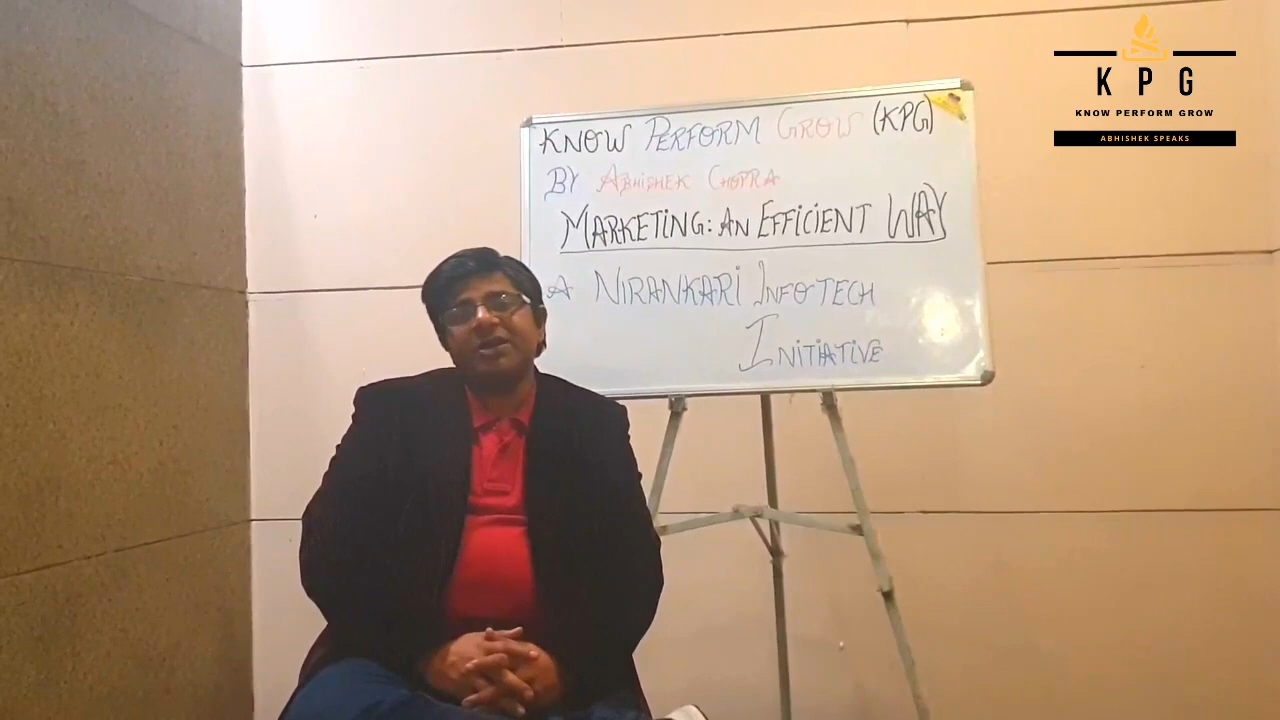 KNOW PERFORM GROW (KPG)
BY ABHISHEK CHOPRA
MARKETING: AN EFFICIENT WAY
A NIRANKARI INFOTECH
INITIATIVE
KPG
KNOW PERFORM GROW
ABHISHEK SPEAKS